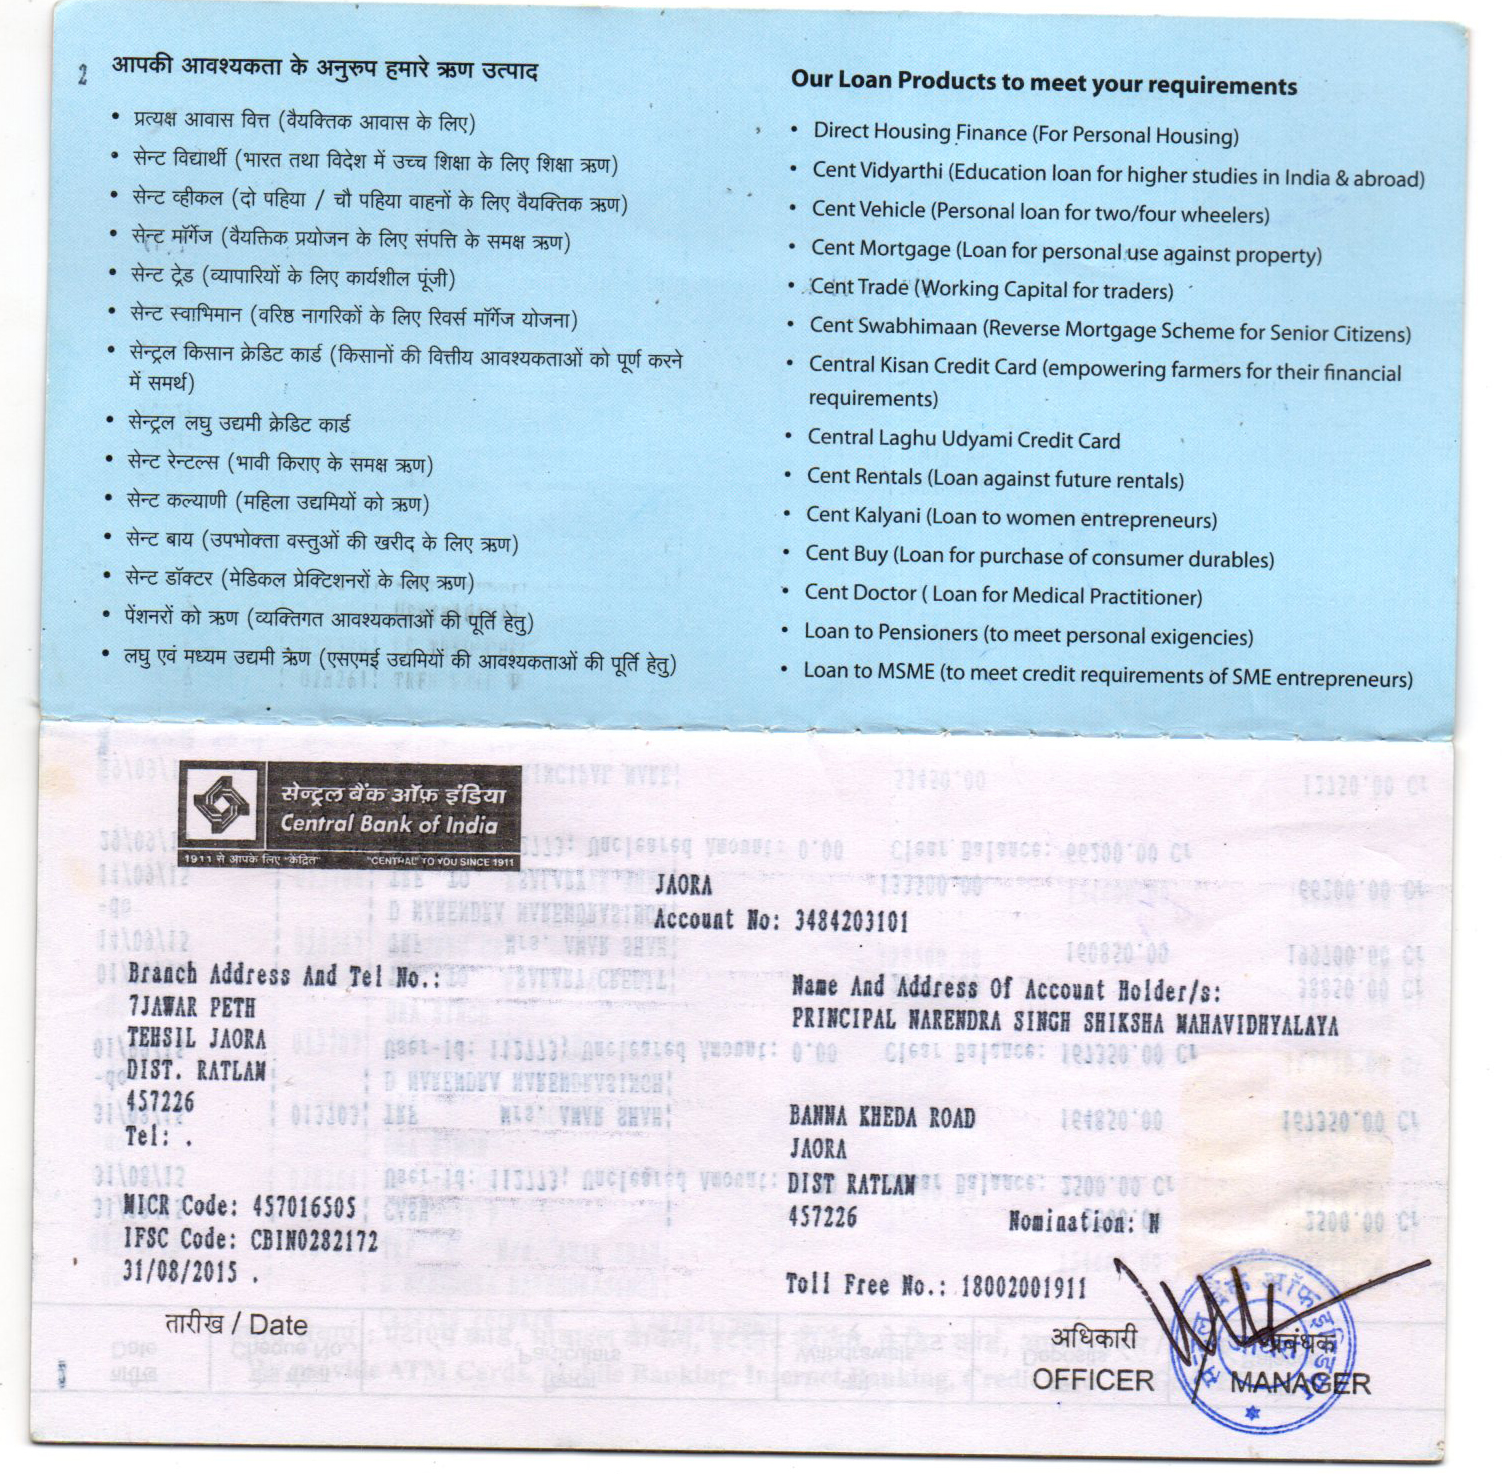 2
आपकी आवश्यकता के अनुरुप हमारे ऋण उत्पाद
• प्रत्यक्ष आवास वित्त (वैयक्तिक आवास के लिए)
• सेन्ट विद्यार्थी (भारत तथा विदेश में उच्च शिक्षा के लिए शिक्षा ऋण)
• सेन्ट व्हीकल (दो पहिया / चौ पहिया वाहनों के लिए वैयक्तिक ऋण)
• सेन्ट मॉर्गेज (वैयक्तिक प्रयोजन के लिए संपत्ति के समक्ष ऋण)
• सेन्ट ट्रेड (व्यापारियों के लिए कार्यशील पूंजी)
• सेन्ट स्वाभिमान (वरिष्ठ नागरिकों के लिए रिवर्स मॉर्गेज योजना)
• सेन्ट्रल किसान क्रेडिट कार्ड (किसानों की वित्तीय आवश्यकताओं को पूर्ण करने
में समर्थ)
• सेन्ट्रल लघु उद्यमी क्रेडिट कार्ड
• सेन्ट रेन्टल्स (भावी किराए के समक्ष ऋण)
• सेन्ट कल्याणी (महिला उद्यमियों को ऋण)
• सेन्ट बाय (उपभोक्ता वस्तुओं की खरीद के लिए ऋण)
• सेन्ट डॉक्टर (मेडिकल प्रेक्टिशनरों के लिए ऋण)
• पेंशनरों को ऋण (व्यक्तिगत आवश्यकताओं की पूर्ति हेतु)
• लघु एवं मध्यम उद्यमी ऋण (एसएमई उद्यमियों की आवश्यकताओं की पूर्ति हेतु)
Our Loan Products to meet your requirements
• Direct Housing Finance (For Personal Housing)
• Cent Vidyarthi (Education loan for higher studies in India & abroad)
• Cent Vehicle (Personal loan for two/four wheelers)
• Cent Mortgage (Loan for personal use against property)
• Cent Trade (Working Capital for traders)
• Cent Swabhimaan (Reverse Mortgage Scheme for Senior Citizens)
• Central Kisan Credit Card (empowering farmers for their financial
requirements)
• Central Laghu Udyami Credit Card
• Cent Rentals (Loan against future rentals)
• Cent Kalyani (Loan to women entrepreneurs)
• Cent Buy (Loan for purchase of consumer durables)
• Cent Doctor ( Loan for Medical Practitioner)
• Loan to Pensioners (to meet personal exigencies)
• Loan to MSME (to meet credit requirements of SME entrepreneurs)
सेन्ट्रल बैंक ऑफ़ इंडिया
Central Bank of India
1911 से आपके लिए "केंद्रित" "CENTRAL" TO YOU SINCE 1911
JAORA
Account No: 3484203101
Branch Address And Tel No.:
7JAWAR PETH
TEHSIL JAORA
DIST. RATLAM
457226
Tel: .
MICR Code: 457016505
IFSC Code: CBIN0282172
31/08/2015 .
तारीख / Date
Name And Address Of Account Holder/s:
PRINCIPAL NARENDRA SINGH SHIKSHA MAHAVIDHYALAYA
BANNA KHEDA ROAD
JAORA
DIST RATLAM
457226 Nomination: N
Toll Free No.: 18002001911
अधिकारी / प्रबंधक
OFFICER / MANAGER
सेन्ट्रल बैंक ऑफ इण्डिया
जावरा